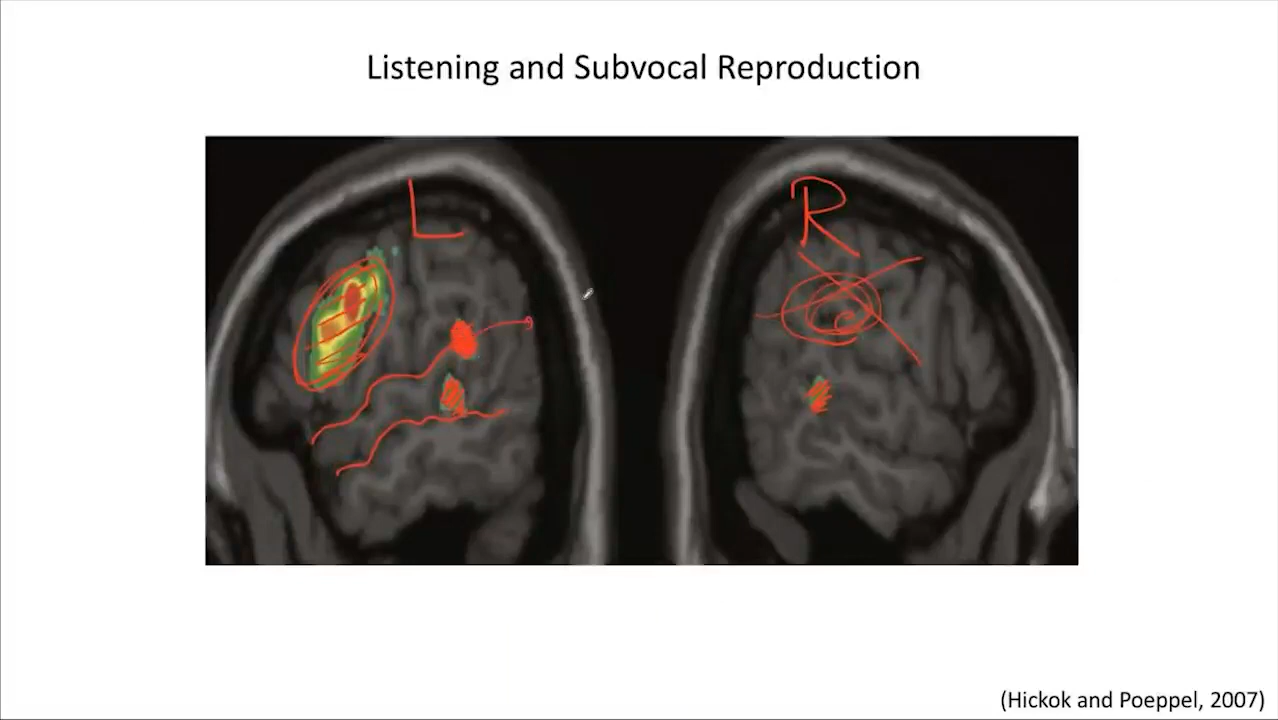 Listening and Subvocal Reproduction
L
R
(Hickok and Poeppel, 2007)